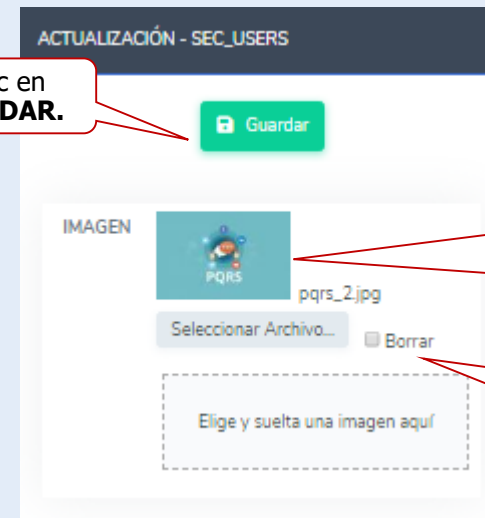 ACTUALIZACIÓN - SEC_USERS
c en
DAR.
Guardar
IMAGEN
PQRS
pqrs_2.jpg
Seleccionar Archivo...
Borrar
Elige y suelta una imagen aquí